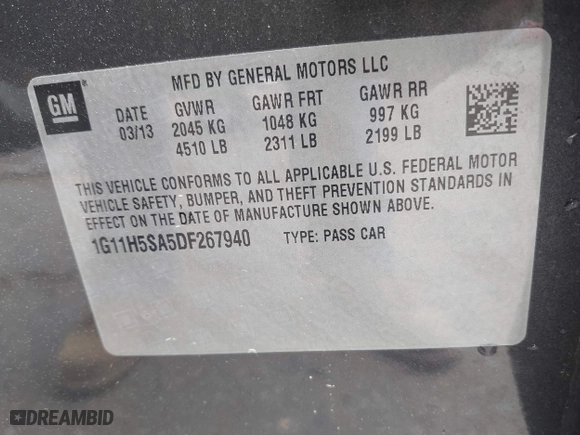 GM
MFD BY GENERAL MOTORS LLC
DATE GVWR GAWR FRT GAWR RR
03/13 2045 KG 1048 KG 997 KG
4510 LB 2311 LB 2199 LB
THIS VEHICLE CONFORMS TO ALL APPLICABLE U.S. FEDERAL MOTOR
VEHICLE SAFETY, BUMPER, AND THEFT PREVENTION STANDARDS IN
EFFECT ON THE DATE OF MANUFACTURE SHOWN ABOVE.
1G11H5SA5DF267940 TYPE: PASS CAR
DREAMBID